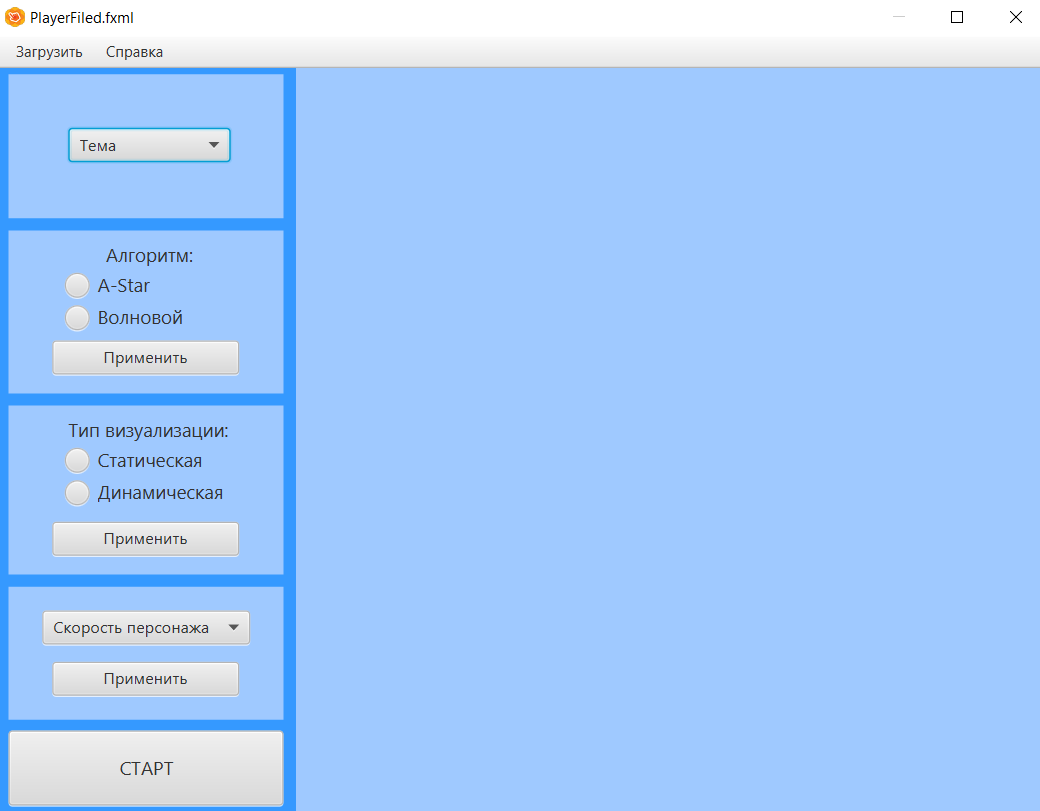 PlayerFiled.fxml
Загрузить Справка
Тема
Алгоритм:
A-Star
Волновой
Применить
Тип визуализации:
Статическая
Динамическая
Применить
Скорость персонажа
Применить
СТАРТ